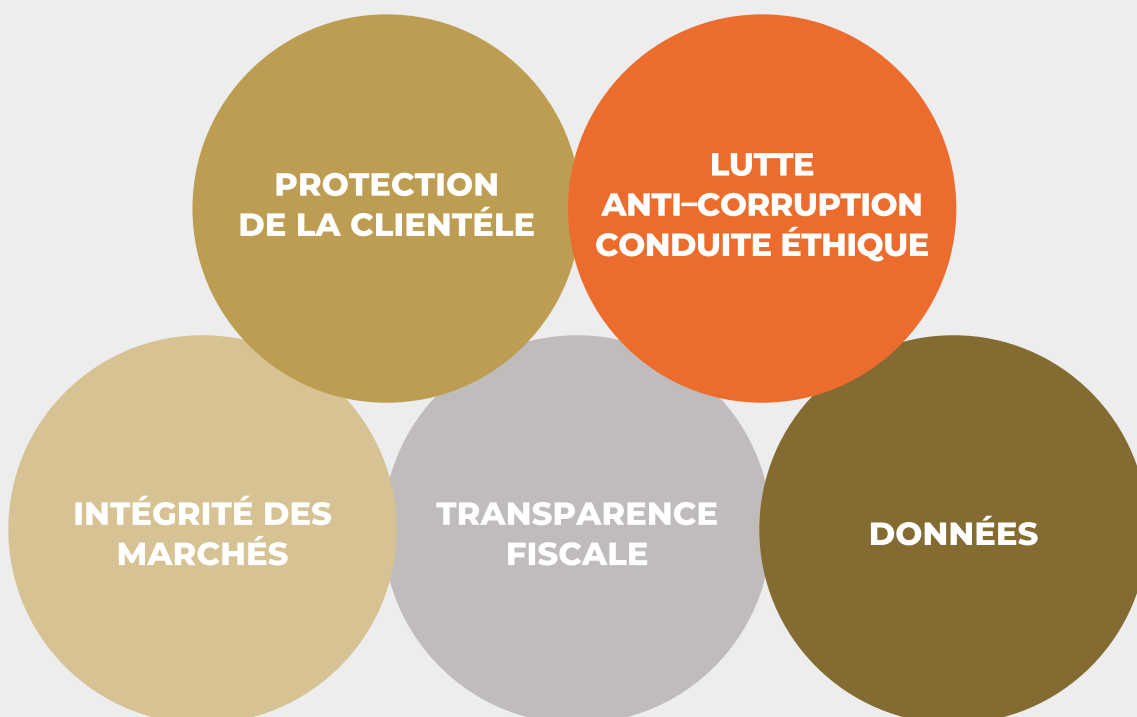 PROTECTION
DE LA CLIENTÉLE
LUTTE
ANTI–CORRUPTION
CONDUITE ÉTHIQUE
INTÉGRITÉ DES
MARCHÉS
TRANSPARENCE
FISCALE
DONNÉES